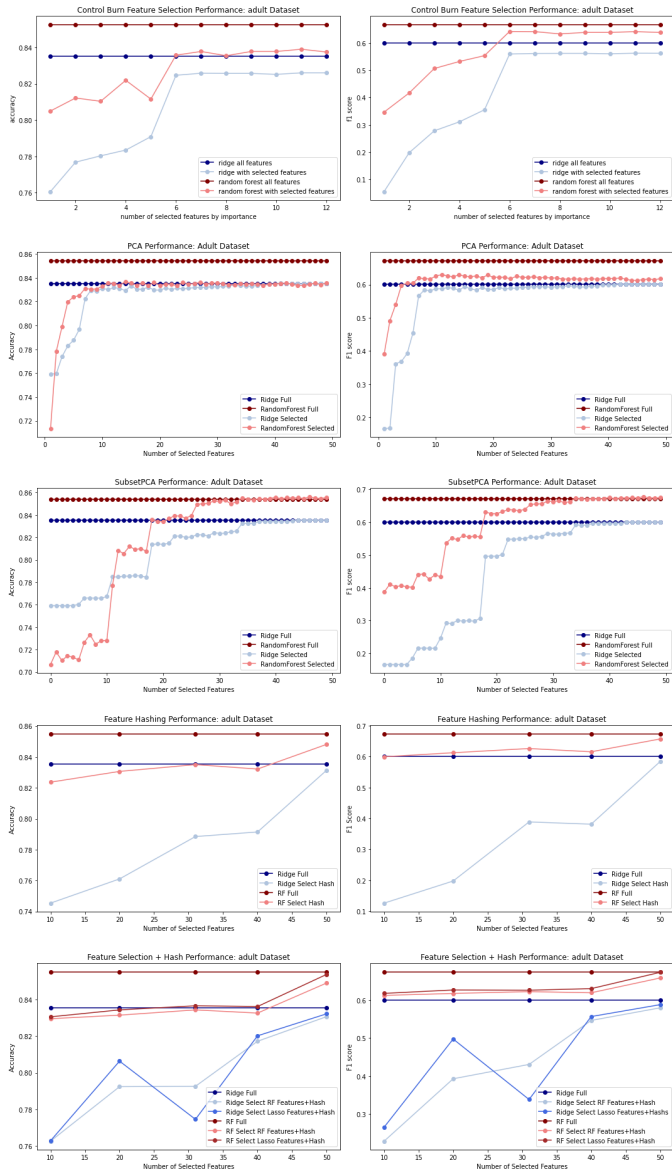 Control Burn Feature Selection Performance: adult Dataset
accuracy
0.84
0.82
0.80
0.78
0.76
ridge all features
ridge with selected features
random forest all features
random forest with selected features
2
4
6
8
10
12
number of selected features by importance
Control Burn Feature Selection Performance: adult Dataset
f1 score
0.6
0.5
0.4
0.3
0.2
0.1
ridge all features
ridge with selected features
random forest all features
random forest with selected features
2
4
6
8
10
12
number of selected features by importance
PCA Performance: Adult Dataset
Accuracy
0.86
0.84
0.82
0.80
0.78
0.76
0.74
0.72
Ridge Full
RandomForest Full
Ridge Selected
RandomForest Selected
0
10
20
30
40
50
Number of Selected Features
PCA Performance: Adult Dataset
F1 score
0.6
0.5
0.4
0.3
0.2
Ridge Full
RandomForest Full
Ridge Selected
RandomForest Selected
0
10
20
30
40
50
Number of Selected Features
SubsetPCA Performance: Adult Dataset
Accuracy
0.86
0.84
0.82
0.80
0.78
0.76
0.74
0.72
0.70
Ridge Full
RandomForest Full
Ridge Selected
RandomForest Selected
0
10
20
30
40
50
Number of Selected Features
SubsetPCA Performance: Adult Dataset
F1 score
0.7
0.6
0.5
0.4
0.3
0.2
Ridge Full
RandomForest Full
Ridge Selected
RandomForest Selected
0
10
20
30
40
50
Number of Selected Features
Feature Hashing Performance: adult Dataset
Accuracy
0.86
0.84
0.82
0.80
0.78
0.76
0.74
Ridge Full
Ridge Select Hash
RF Full
RF Select Hash
10
15
20
25
30
35
40
45
50
Number of Selected Features
Feature Hashing Performance: adult Dataset
F1 Score
0.7
0.6
0.5
0.4
0.3
0.2
0.1
Ridge Full
Ridge Select Hash
RF Full
RF Select Hash
10
15
20
25
30
35
40
45
50
Number of Selected Features
Feature Selection + Hash Performance: adult Dataset
Accuracy
0.84
0.82
0.80
0.78
0.76
Ridge Full
Ridge Select RF Features+Hash
Ridge Select Lasso Features+Hash
RF Full
RF Select RF Features+Hash
RF Select Lasso Features+Hash
10
15
20
25
30
35
40
45
50
Number of Selected Features
Feature Selection + Hash Performance: adult Dataset
F1 score
0.6
0.5
0.4
0.3
Ridge Full
Ridge Select RF Features+Hash
Ridge Select Lasso Features+Hashs
RF Full
RF Select RF Features+Hash
RF Select Lasso Features+Hash
10
15
20
25
30
35
40
45
50
Number of Selected Features